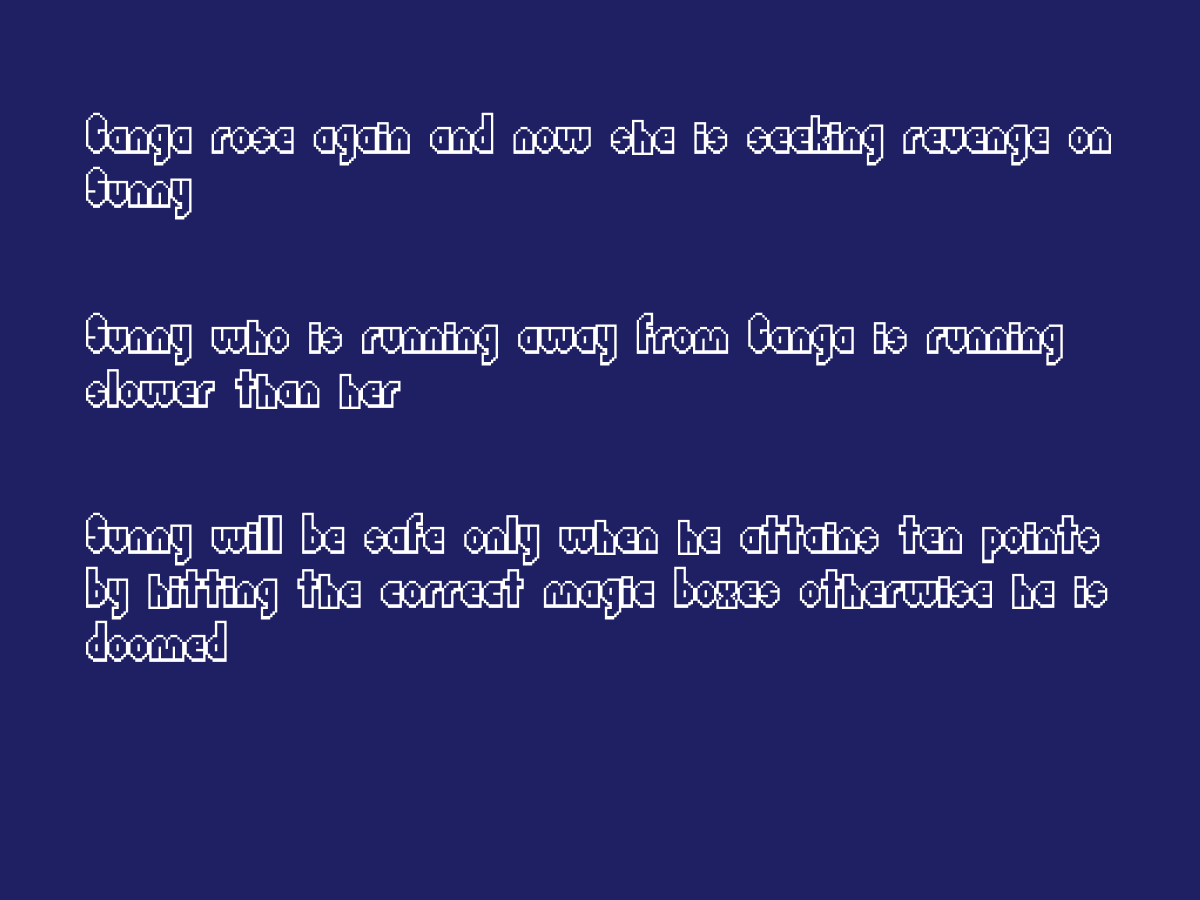 Ganga rose again and now she is seeking revenge on
Sunny
Sunny who is running away from Ganga is running
slower than her
Sunny will be safe only when he attains ten points
by hitting the correct magic boxes otherwise he is
doomed